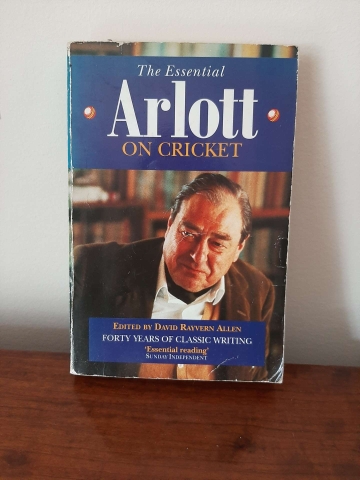 The Essential
Arlott
ON CRICKET
EDITED BY DAVID RAYVERN ALLEN
FORTY YEARS OF CLASSIC WRITING
'Essential reading'
SUNDAY INDEPENDENT